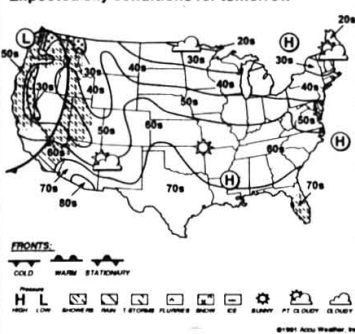 Expected sky conditions for tomorrow
20s
20s
L
H
50s
30s
30s
30s
40s
40s
40s
30s
40s
50s
50s
50s
60s
60s
60s
H
H
70s
70s
70s
80s
FRONTS:
COLD WARM STATIONARY
Pressure
H L
HIGH LOW SHOWERS RAIN T-STORMS FLURRIES SNOW ICE SUNNY PT. CLOUDY CLOUDY
©1991 Accu Weather, Inc